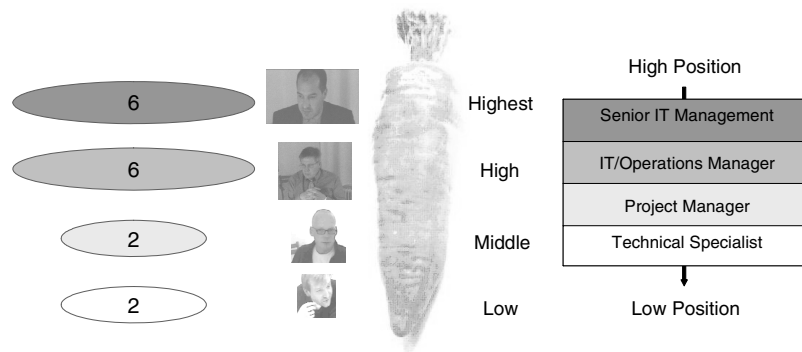 High Position
6
Highest
Senior IT Management
6
High
IT/Operations Manager
2
Middle
Project Manager
Technical Specialist
2
Low
Low Position